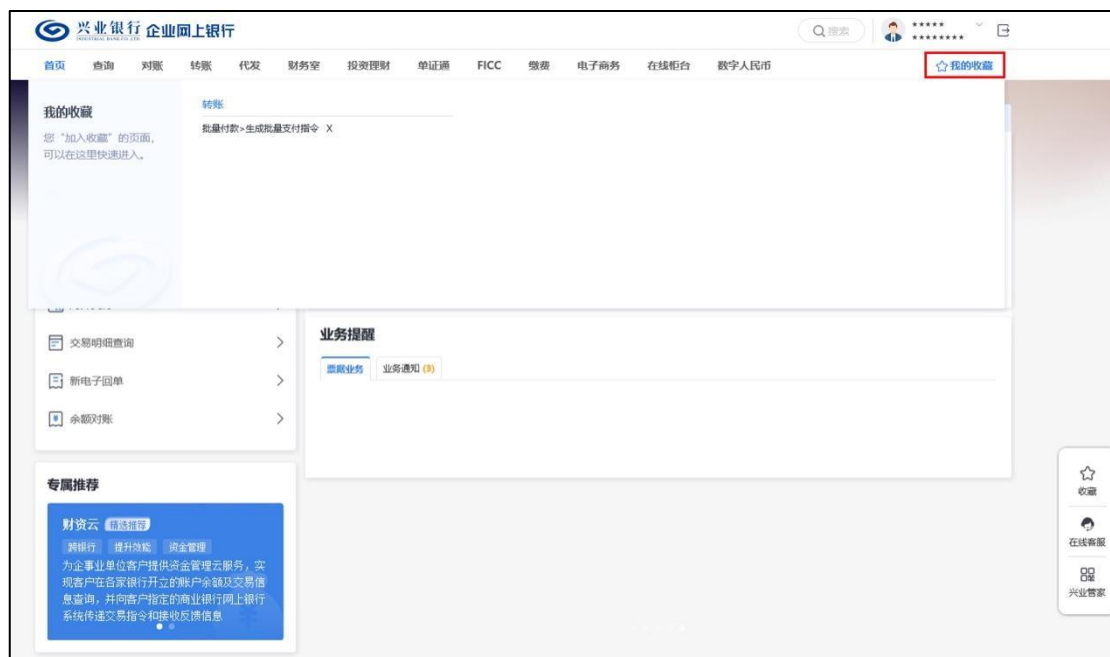 兴业银行 企业网上银行
INDUSTRIAL BANK CO.,LTD.
搜索
*****
********
首页 查询 对账 转账 代发 财务室 投资理财 单证通 FICC 缴费 电子商务 在线柜台 数字人民币 我的收藏
我的收藏
您“加入收藏”的页面,
可以在这里快速进入。
转账
批量付款>生成批量支付指令 X
交易明细查询
新电子回单
余额对账
业务提醒
票据业务 业务通知 (3)
专属推荐
财资云 精选推荐
跨银行 提升效能 资金管理
为企事业单位客户提供资金管理云服务，实
现客户在各家银行开立的账户余额及交易信
息查询，并向客户指定的商业银行网上银行
系统传递交易指令和接收反馈信息
收藏
在线客服
兴业管家